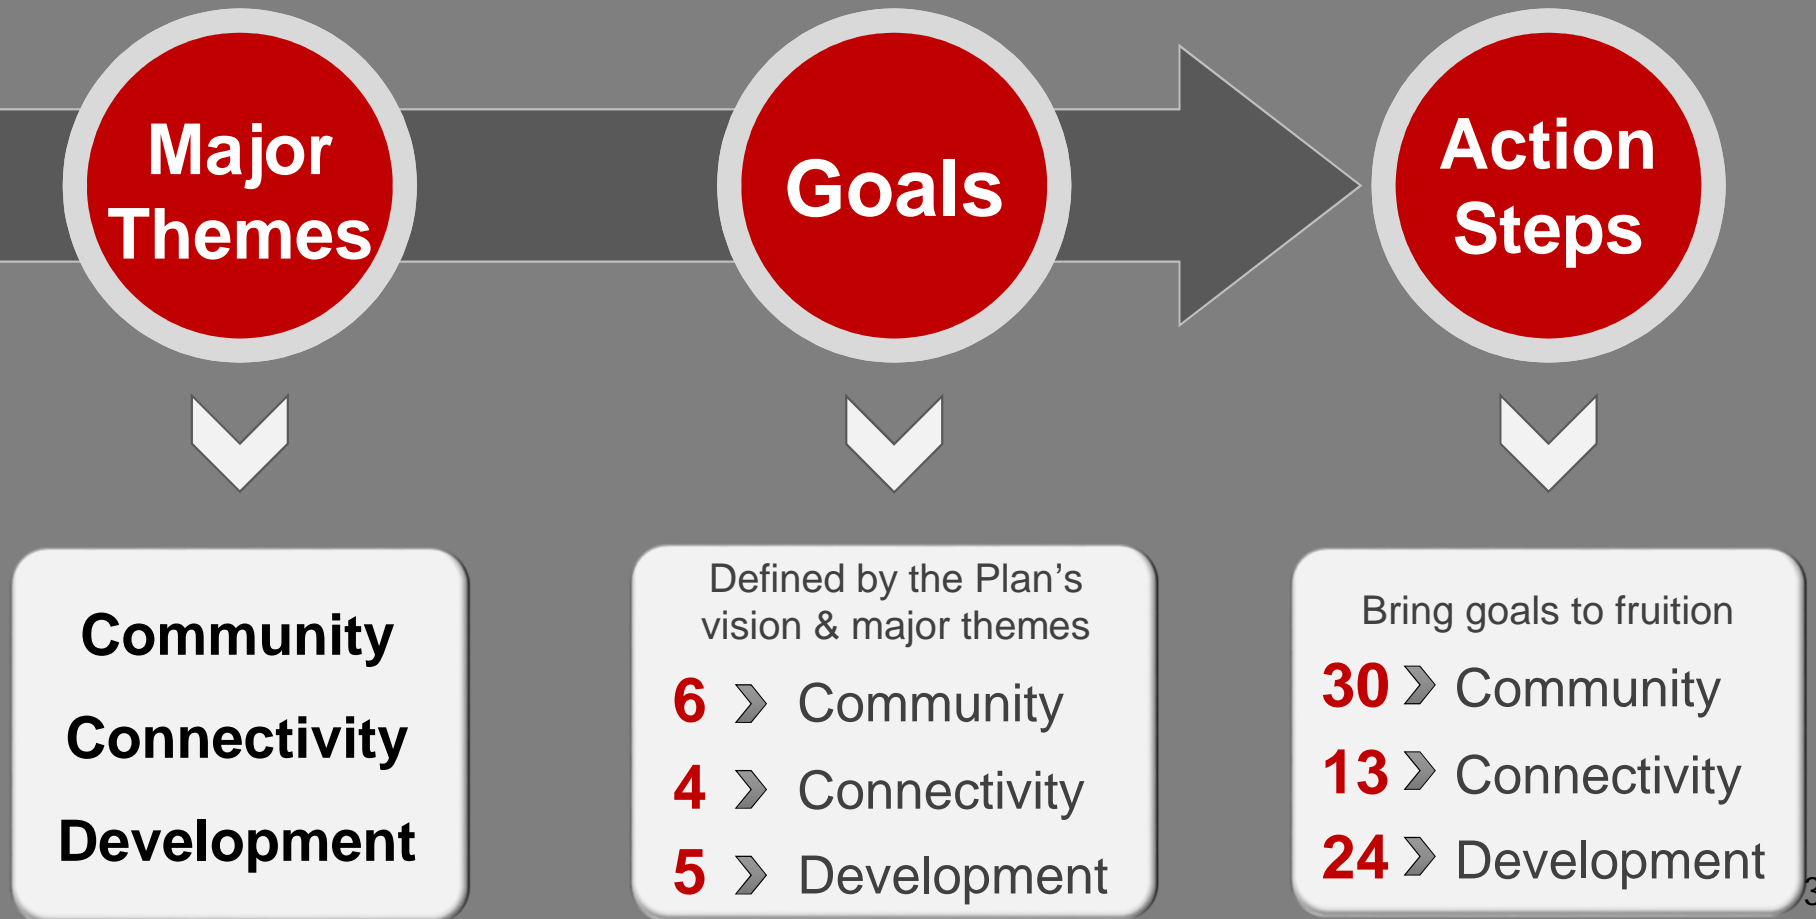 Major
Themes
Goals
Action
Steps
Community
Connectivity
Development
Defined by the Plan’s
vision & major themes
6 Community
4 Connectivity
5 Development
Bring goals to fruition
30 Community
13 Connectivity
24 Development
3